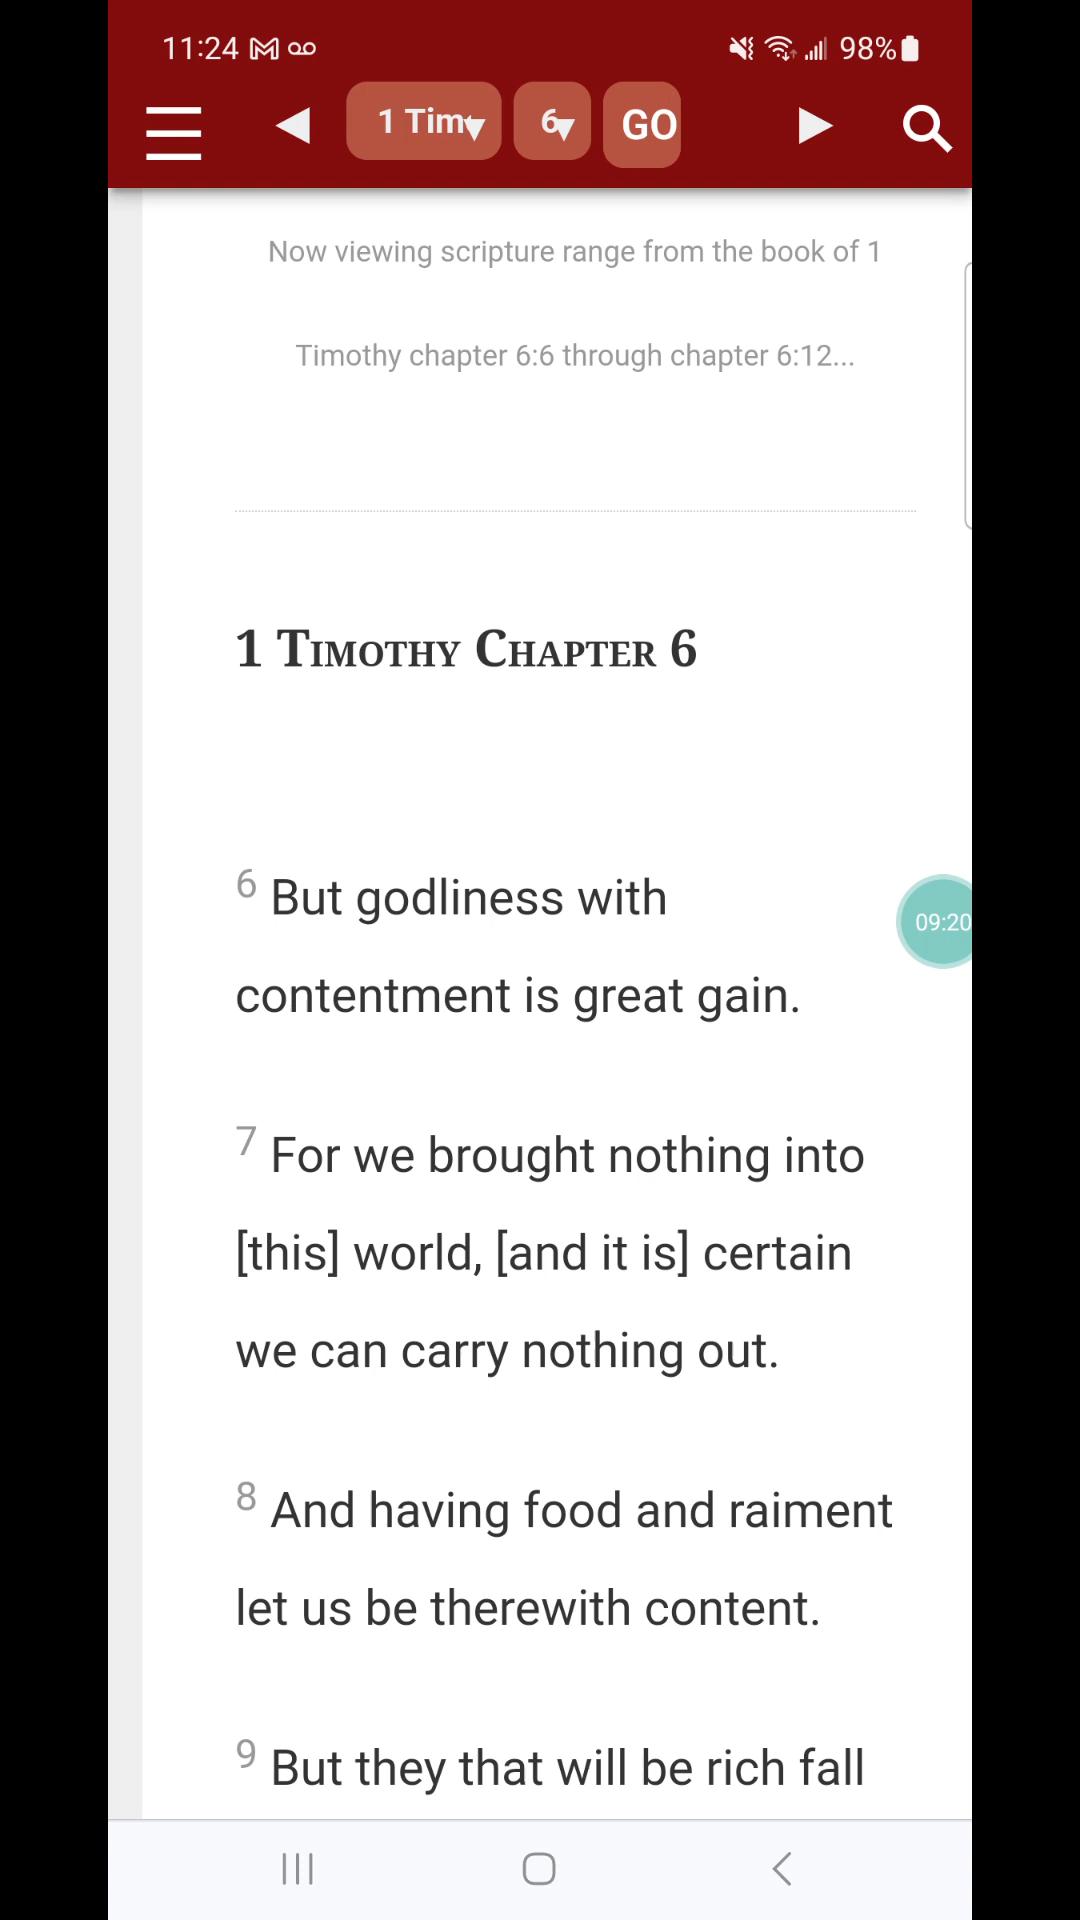 11:24 98%
1 Tim 6 GO
Now viewing scripture range from the book of 1
Timothy chapter 6:6 through chapter 6:12...
1 Timothy Chapter 6
6 But godliness with
09:20
contentment is great gain.
7 For we brought nothing into
[this] world, [and it is] certain
we can carry nothing out.
8 And having food and raiment
let us be therewith content.
9 But they that will be rich fall